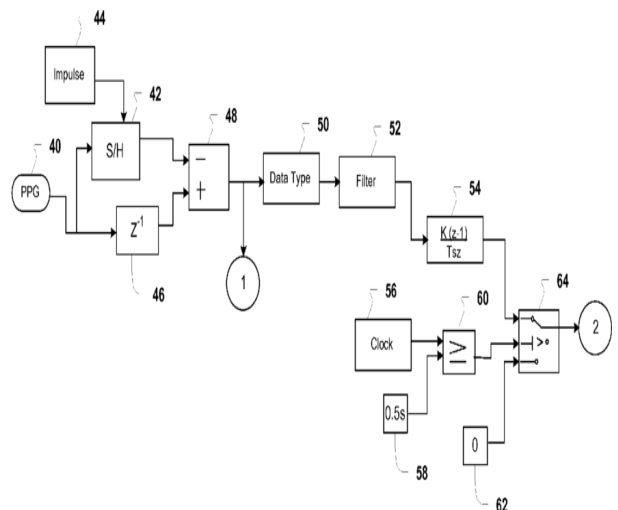 44
Impulse
42
S/H
40
PPG
Z-1
46
48
−
+
1
50
Data Type
52
Filter
54
K (z-1)
Tsz
56
Clock
58
0.5s
60
≥
62
0
64
>
2